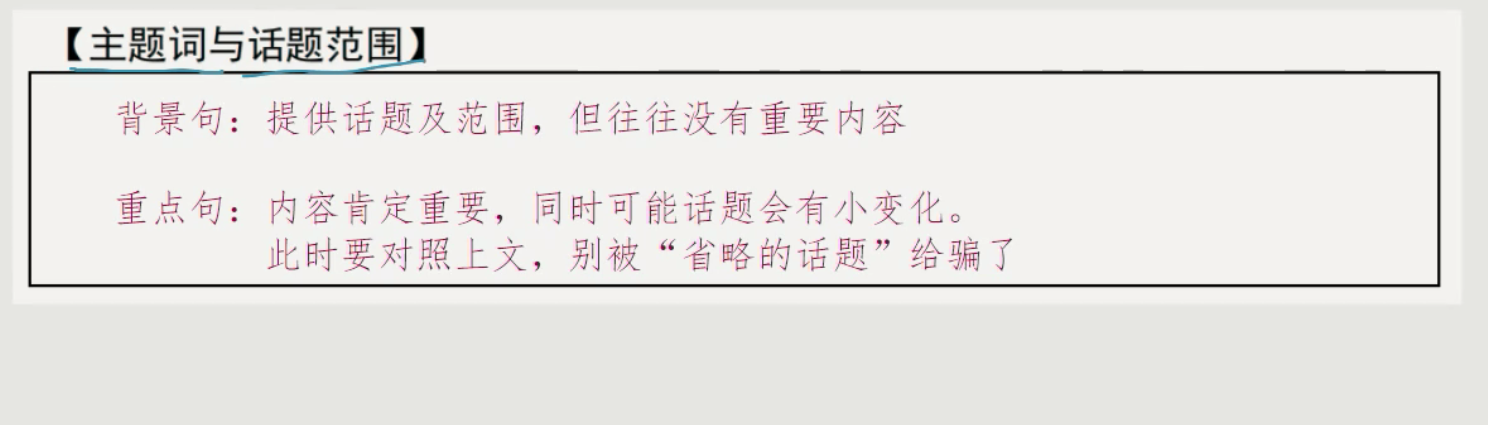 【主题词与话题范围】
背景句：提供话题及范围，但往往没有重要内容
重点句：内容肯定重要，同时可能话题会有小变化。
此时要对照上文，别被“省略的话题”给骗了